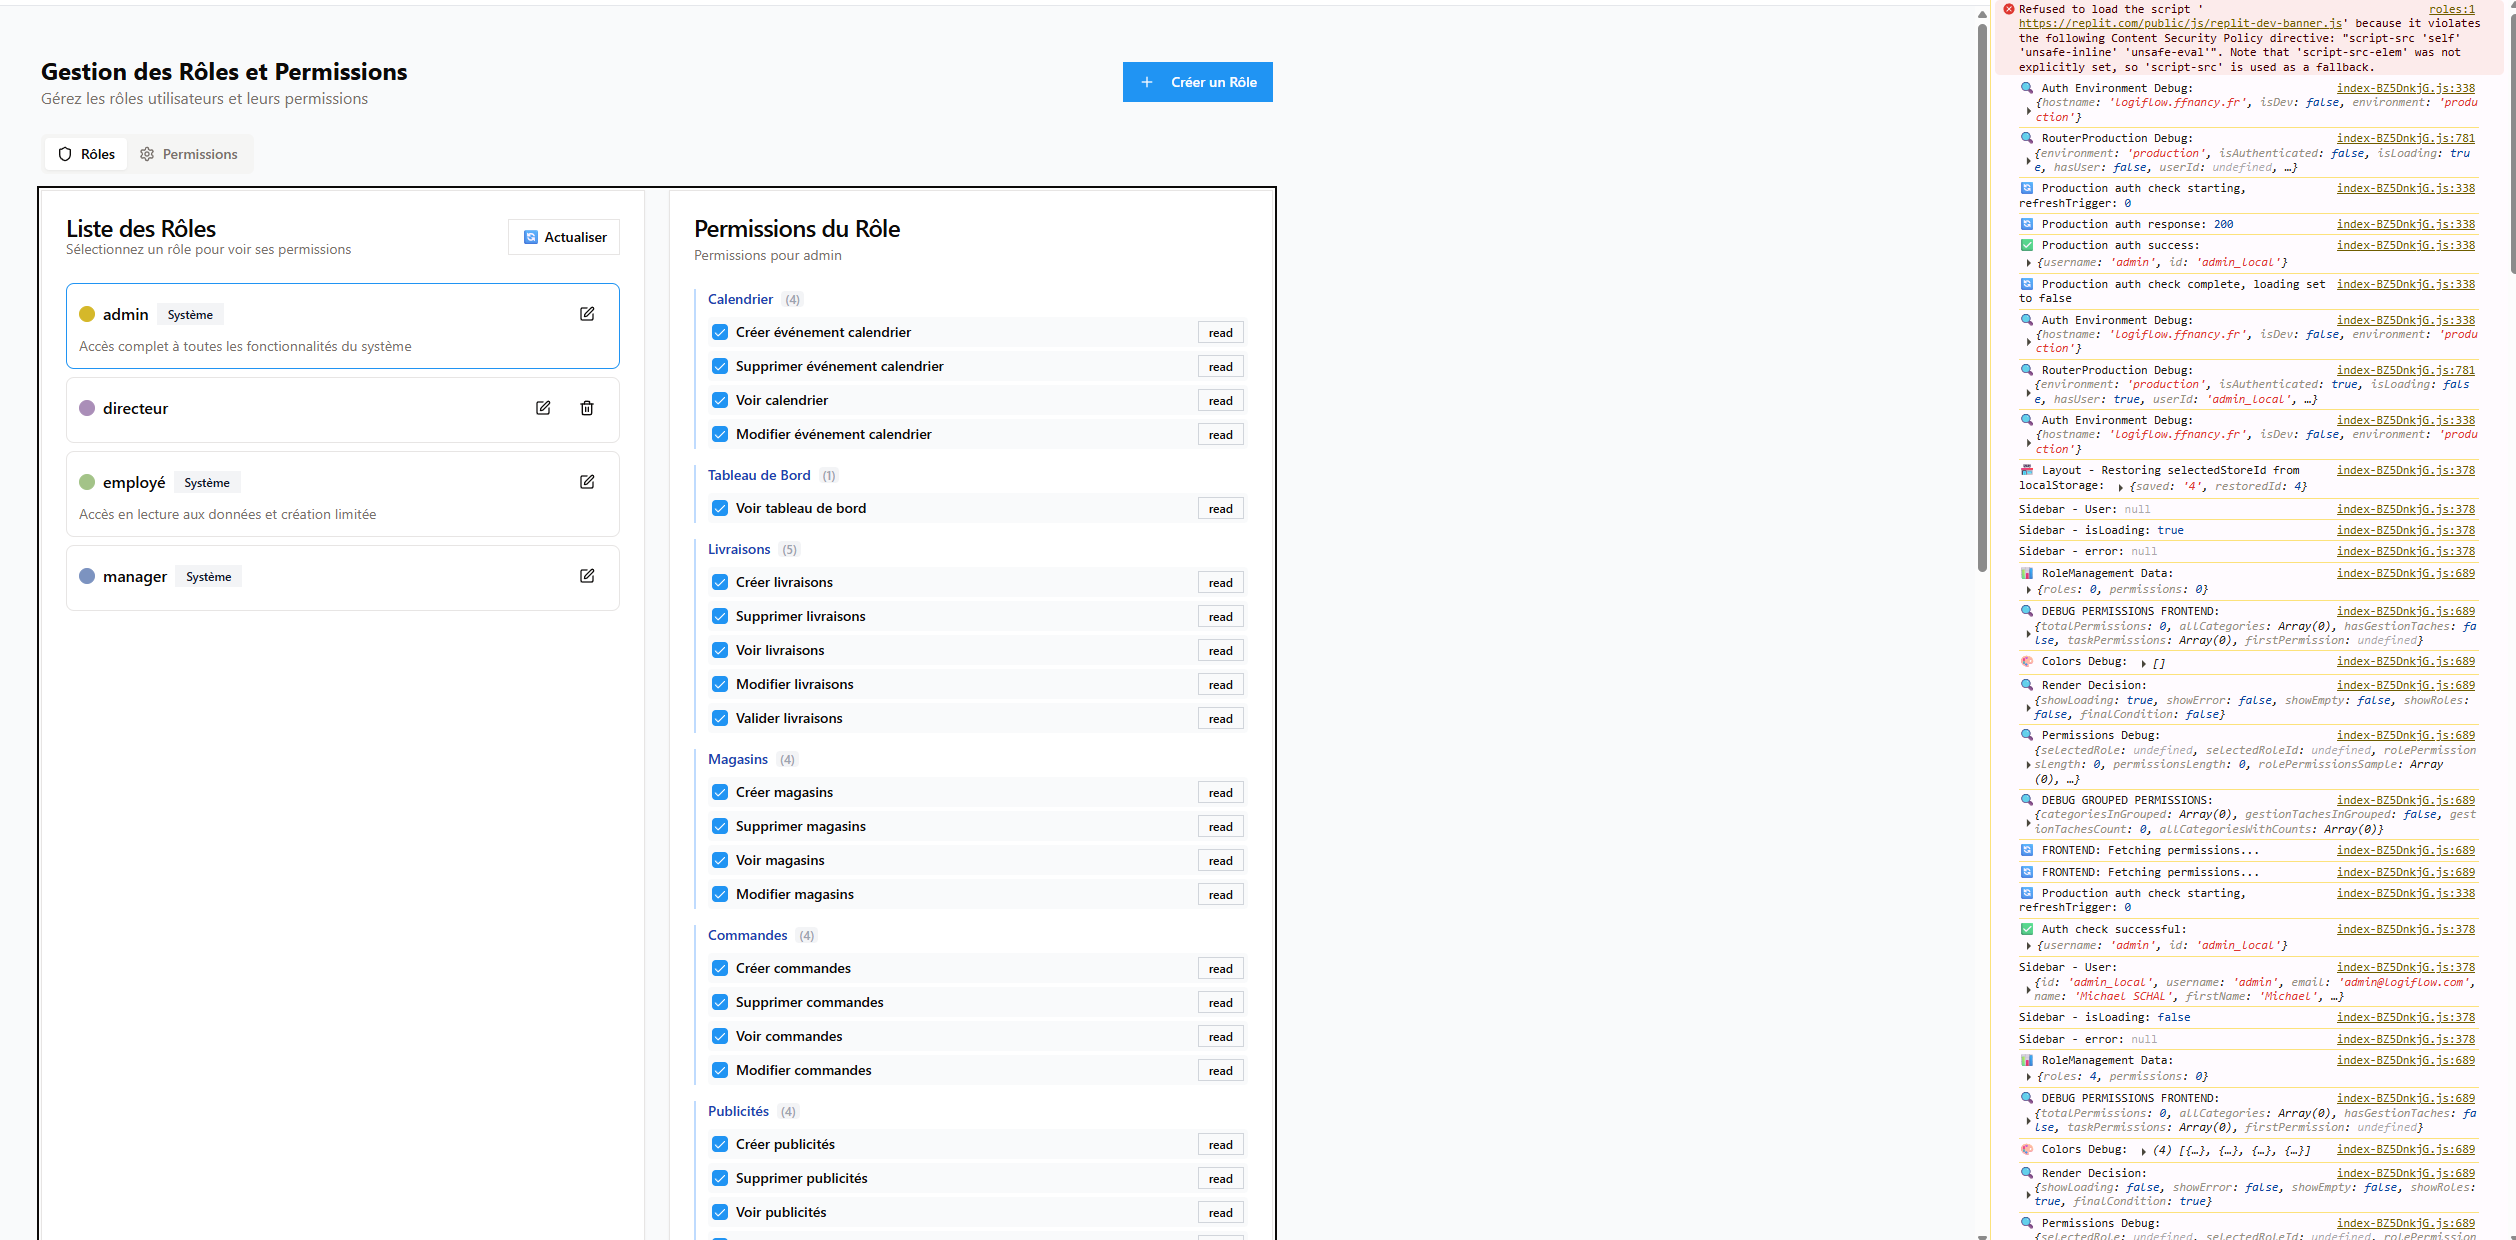 Gestion des Rôles et Permissions
Gérez les rôles utilisateurs et leurs permissions
Créer un Rôle
Rôles
Permissions
Liste des Rôles
Sélectionnez un rôle pour voir ses permissions
Actualiser
admin Système
Accès complet à toutes les fonctionnalités du système
directeur
employé Système
Accès en lecture aux données et création limitée
manager Système
Permissions du Rôle
Permissions pour admin
Calendrier (4)
Créer événement calendrier read
Supprimer événement calendrier read
Voir calendrier read
Modifier événement calendrier read
Tableau de Bord (1)
Voir tableau de bord read
Livraisons (5)
Créer livraisons read
Supprimer livraisons read
Voir livraisons read
Modifier livraisons read
Valider livraisons read
Magasins (4)
Créer magasins read
Supprimer magasins read
Voir magasins read
Modifier magasins read
Commandes (4)
Créer commandes read
Supprimer commandes read
Voir commandes read
Modifier commandes read
Publicités (4)
Créer publicités read
Supprimer publicités read
Voir publicités read
Refused to load the script ' roles:1
https://replit.com/public/js/replit-dev-banner.js' because it violates
the following Content Security Policy directive: "script-src 'self'
'unsafe-inline' 'unsafe-eval'". Note that 'script-src-elem' was not
explicitly set, so 'script-src' is used as a fallback.
Auth Environment Debug: index-BZ5DnkjG.js:338
{hostname: 'logiflow.ffnancy.fr', isDev: false, environment: 'produ
ction'}
RouterProduction Debug: index-BZ5DnkjG.js:781
{environment: 'production', isAuthenticated: false, isLoading: tru
e, hasUser: false, userId: undefined, …}
Production auth check starting, index-BZ5DnkjG.js:338
refreshTrigger: 0
Production auth response: 200 index-BZ5DnkjG.js:338
Production auth success: index-BZ5DnkjG.js:338
{username: 'admin', id: 'admin_local'}
Production auth check complete, loading set index-BZ5DnkjG.js:338
to false
Auth Environment Debug: index-BZ5DnkjG.js:338
{hostname: 'logiflow.ffnancy.fr', isDev: false, environment: 'produ
ction'}
RouterProduction Debug: index-BZ5DnkjG.js:781
{environment: 'production', isAuthenticated: true, isLoading: fals
e, hasUser: true, userId: 'admin_local', …}
Auth Environment Debug: index-BZ5DnkjG.js:338
{hostname: 'logiflow.ffnancy.fr', isDev: false, environment: 'produ
ction'}
Layout - Restoring selectedStoreId from index-BZ5DnkjG.js:378
localStorage: {saved: '4', restoredId: 4}
Sidebar - User: null index-BZ5DnkjG.js:378
Sidebar - isLoading: true index-BZ5DnkjG.js:378
Sidebar - error: null index-BZ5DnkjG.js:378
RoleManagement Data: index-BZ5DnkjG.js:689
{roles: 0, permissions: 0}
DEBUG PERMISSIONS FRONTEND: index-BZ5DnkjG.js:689
{totalPermissions: 0, allCategories: Array(0), hasGestionTaches: fa
lse, taskPermissions: Array(0), firstPermission: undefined}
Colors Debug: [] index-BZ5DnkjG.js:689
Render Decision: index-BZ5DnkjG.js:689
{showLoading: true, showError: false, showEmpty: false, showRoles:
false, finalCondition: false}
Permissions Debug: index-BZ5DnkjG.js:689
{selectedRole: undefined, selectedRoleId: undefined, rolePermission
sLength: 0, permissionsLength: 0, rolePermissionsSample: Array
(0), …}
DEBUG GROUPED PERMISSIONS: index-BZ5DnkjG.js:689
{categoriesInGrouped: Array(0), gestionTachesInGrouped: false, gest
ionTachesCount: 0, allCategoriesWithCounts: Array(0)}
FRONTEND: Fetching permissions... index-BZ5DnkjG.js:689
FRONTEND: Fetching permissions... index-BZ5DnkjG.js:689
Production auth check starting, index-BZ5DnkjG.js:338
refreshTrigger: 0
Auth check successful: index-BZ5DnkjG.js:378
{username: 'admin', id: 'admin_local'}
Sidebar - User: index-BZ5DnkjG.js:378
{id: 'admin_local', username: 'admin', email: 'admin@logiflow.com',
name: 'Michael SCHAL', firstName: 'Michael', …}
Sidebar - isLoading: false index-BZ5DnkjG.js:378
Sidebar - error: null index-BZ5DnkjG.js:378
RoleManagement Data: index-BZ5DnkjG.js:689
{roles: 4, permissions: 0}
DEBUG PERMISSIONS FRONTEND: index-BZ5DnkjG.js:689
{totalPermissions: 0, allCategories: Array(0), hasGestionTaches: fa
lse, taskPermissions: Array(0), firstPermission: undefined}
Colors Debug: (4) [{…}, {…}, {…}, {…}] index-BZ5DnkjG.js:689
Render Decision: index-BZ5DnkjG.js:689
{showLoading: false, showError: false, showEmpty: false, showRoles:
true, finalCondition: true}
Permissions Debug: index-BZ5DnkjG.js:689